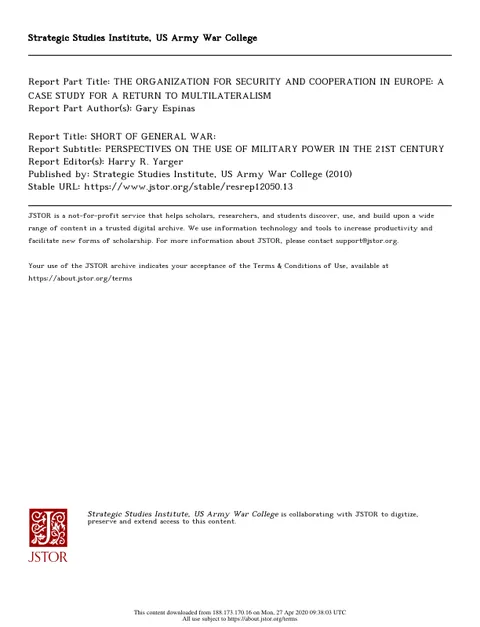 Strategic Studies Institute, US Army War College
Report Part Title: THE ORGANIZATION FOR SECURITY AND COOPERATION IN EUROPE: A
CASE STUDY FOR A RETURN TO MULTILATERALISM
Report Part Author(s): Gary Espinas
Report Title: SHORT OF GENERAL WAR:
Report Subtitle: PERSPECTIVES ON THE USE OF MILITARY POWER IN THE 21ST CENTURY
Report Editor(s): Harry R. Yarger
Published by: Strategic Studies Institute, US Army War College (2010)
Stable URL: https://www.jstor.org/stable/resrep12050.13
JSTOR is a not-for-profit service that helps scholars, researchers, and students discover, use, and build upon a wide
range of content in a trusted digital archive. We use information technology and tools to increase productivity and
facilitate new forms of scholarship. For more information about JSTOR, please contact support@jstor.org.
Your use of the JSTOR archive indicates your acceptance of the Terms & Conditions of Use, available at
https://about.jstor.org/terms
Strategic Studies Institute, US Army War College is collaborating with JSTOR to digitize,
preserve and extend access to this content.
JSTOR
This content downloaded from 188.173.170.16 on Mon, 27 Apr 2020 09:38:03 UTC
All use subject to https://about.jstor.org/terms